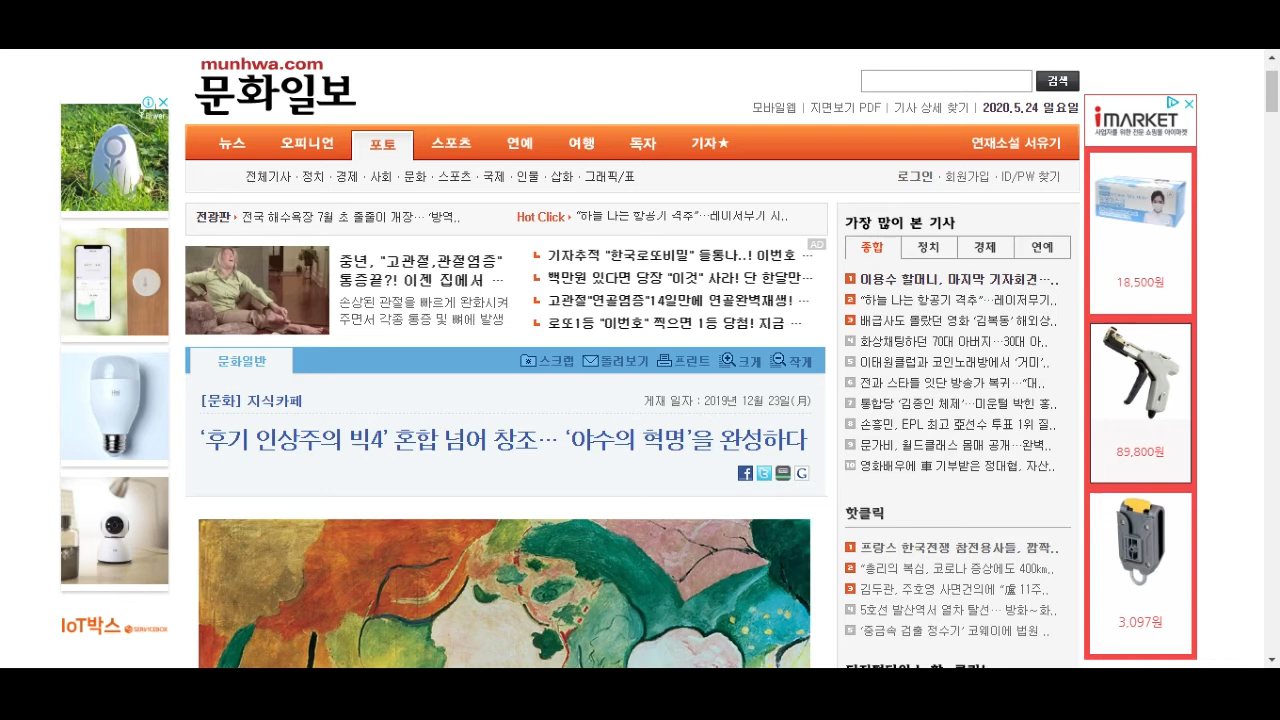 munhwa.com
문화일보
검색
모바일웹 | 지면보기 PDF | 기사 상세 찾기 | 2020,5,24 일요일
뉴스 오피니언 포토 스포츠 연예 여행 독자 기자★ 연재소설 서유기
전체기사 · 정치 · 경제 · 사회 · 문화 · 스포츠 · 국제 · 인물 · 삽화 · 그래픽/표
로그인 · 회원가입 · ID/PW 찾기
전광판 전국 해수욕장 7월 초 줄줄이 개장… '방역..
Hot Click "하늘 나는 항공기 격추"…레이저무기 시..
AD
중년, "고관절,관절염증"
통증끝?! 이젠 집에서 …
손상된 관절을 빠르게 완화시켜
주면서 각종 통증 및 뼈에 발생
기자추적 "한국로또비밀" 들통나..! 이번호 …
백만원 있다면 당장 "이것" 사라! 단 한달만…
고관절"연골염증"14일만에 연골완벽재생! …
로또1등 "이번호" 찍으면 1등 당첨! 지금 …
문화일반
스크랩 돌려보기 프린트 크게 작게
[문화] 지식카페
게재 일자 : 2019년 12월 23일(月)
'후기 인상주의 빅4' 혼합 넘어 창조… '야수의 혁명'을 완성하다
가장 많이 본 기사
종합 정치 경제 연예
1 이용수 할머니, 마지막 기자회견…..
2 "하늘 나는 항공기 격추"…레이저무기..
3 배급사도 몰랐던 영화 '김복동' 해외상..
4 화상채팅하던 70대 아버지…30대 아..
5 이태원클럽과 코인노래방에서 '거미'..
6 전과 스타들 잇단 방송가 복귀…"대..
7 통합당 '김종인 체제'…미운털 박힌 홍..
8 손흥민, EPL 최고 亞선수 투표 1위 질..
9 문가비, 월드클래스 몸매 공개…완벽..
10 영화배우에 車 기부받은 정대협, 자산..
핫클릭
1 프랑스 한국전쟁 참전용사들, 깜짝..
2 "총리의 복심, 코로나 증상에도 400㎞..
3 김두관, 주호영 사면건의에 "盧 11주..
4 5호선 발산역서 열차 탈선… 방화~화..
5 '중금속 검출 정수기' 코웨이에 법원 ..
IoT박스 SERVICEBOX
iMARKET
사업자를 위한 전문 쇼핑몰 아이마켓
18,500원
89,800원
3,097원